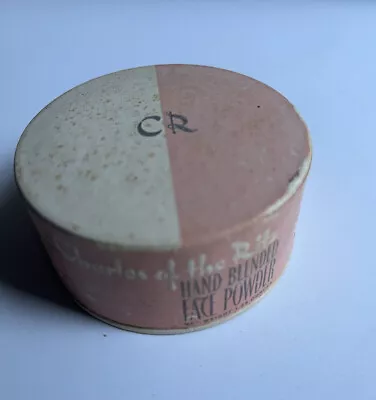 CR
Charles of the Ritz
HAND BLENDED
FACE POWDER